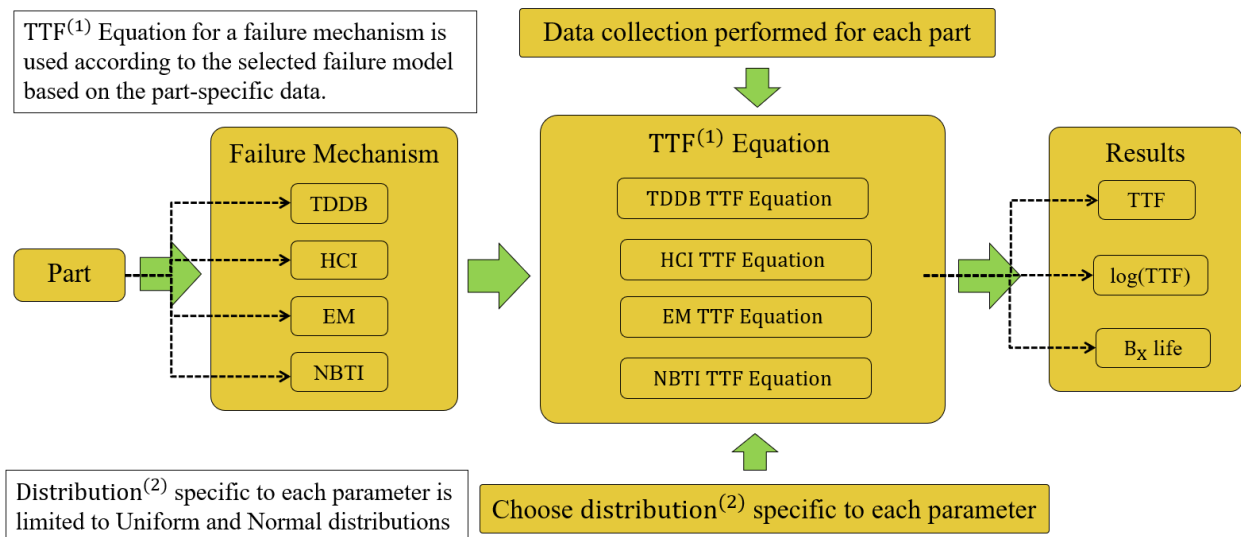 TTF⁽¹⁾ Equation for a failure mechanism is
used according to the selected failure model
based on the part-specific data.
Data collection performed for each part
Part
Failure Mechanism
TDDB
HCI
EM
NBTI
TTF⁽¹⁾ Equation
TDDB TTF Equation
HCI TTF Equation
EM TTF Equation
NBTI TTF Equation
Results
TTF
log(TTF)
Bₓ life
Distribution⁽²⁾ specific to each parameter is
limited to Uniform and Normal distributions
Choose distribution⁽²⁾ specific to each parameter